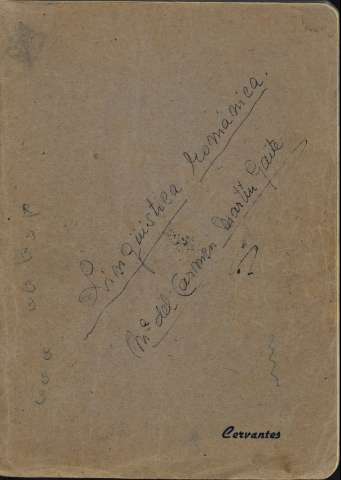 Lingüística Románica.
Mª del Carmen Martín Gaite
Cervantes